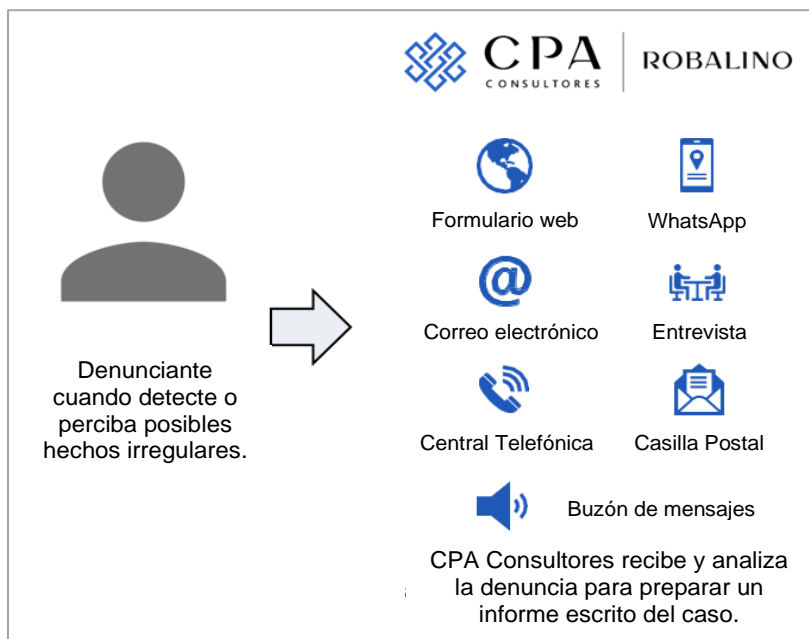 CPA
CONSULTORES
ROBALINO
Formulario web
WhatsApp
@
Correo electrónico
Entrevista
Central Telefónica
Casilla Postal
Denunciante
cuando detecte o
perciba posibles
hechos irregulares.
Buzón de mensajes
CPA Consultores recibe y analiza
la denuncia para preparar un
informe escrito del caso.